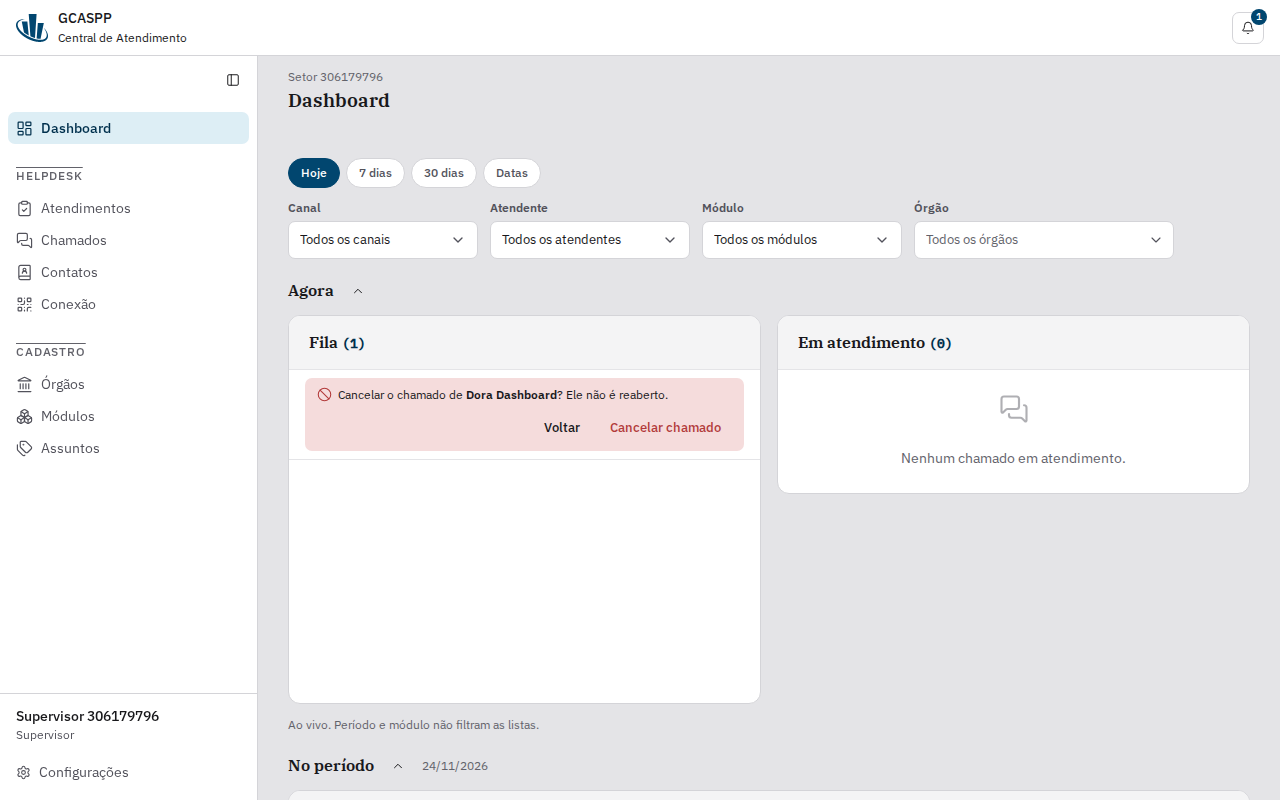 GCASPP
Central de Atendimento
1
Dashboard
HELPDESK
Atendimentos
Chamados
Contatos
Conexão
CADASTRO
Órgãos
Módulos
Assuntos
Supervisor 306179796
Supervisor
Configurações
Setor 306179796
Dashboard
Hoje
7 dias
30 dias
Datas
Canal
Atendente
Módulo
Órgão
Todos os canais
Todos os atendentes
Todos os módulos
Todos os órgãos
Agora
Fila (1)
Cancelar o chamado de Dora Dashboard? Ele não é reaberto.
Voltar
Cancelar chamado
Em atendimento (0)
Nenhum chamado em atendimento.
Ao vivo. Período e módulo não filtram as listas.
No período
24/11/2026